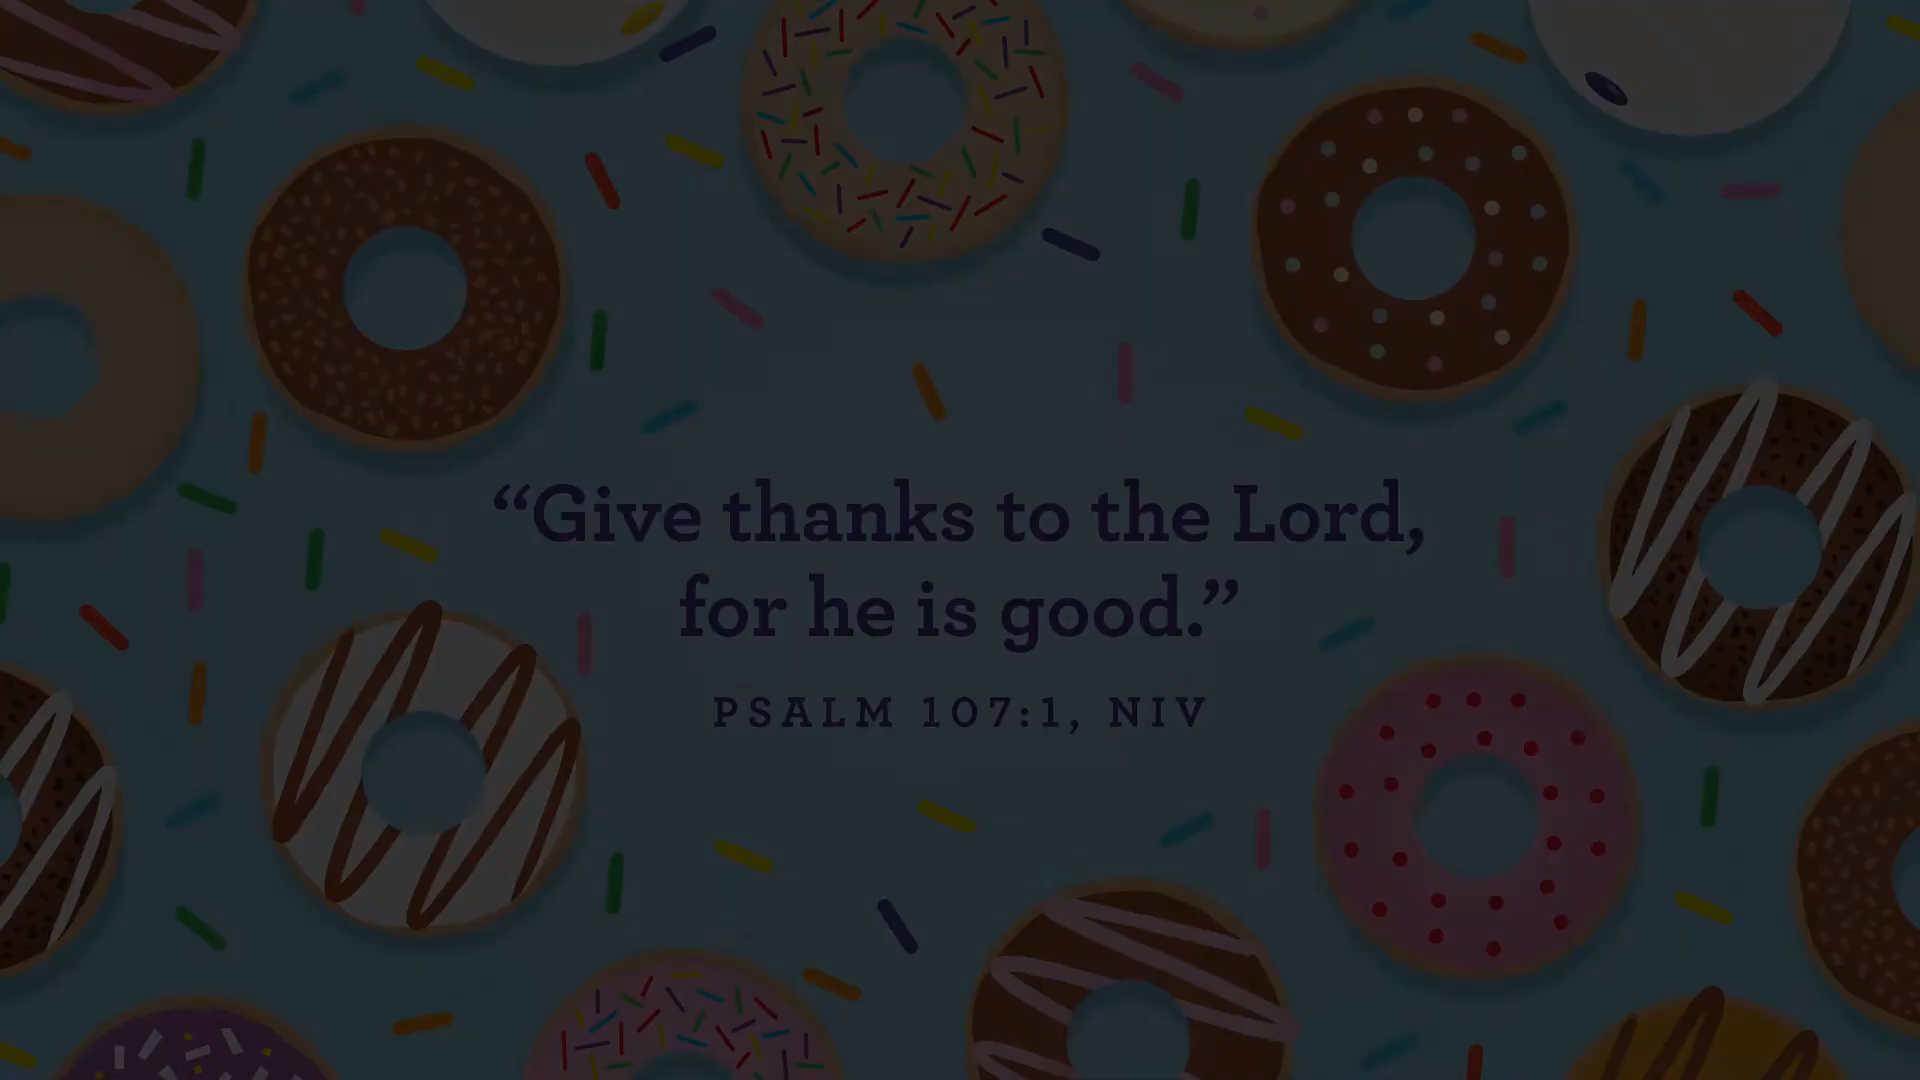 “Give thanks to the Lord,
for he is good.”
PSALM 107:1, NIV